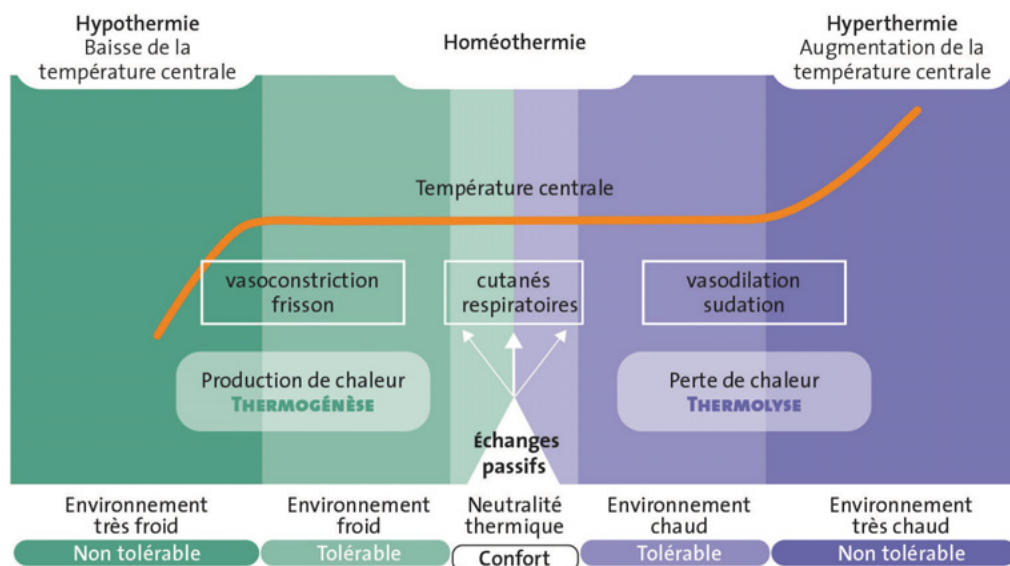 Hypothermie
Baisse de la
température centrale
Homéothermie
Hyperthermie
Augmentation de la
température centrale
Température centrale
vasoconstriction
frisson
cutanés
respiratoires
vasodilation
sudation
Production de chaleur
THERMOGÉNÈSE
Perte de chaleur
THERMOLYSE
Échanges
passifs
Environnement
très froid
Environnement
froid
Neutralité
thermique
Environnement
chaud
Environnement
très chaud
Non tolérable
Tolérable
Confort
Tolérable
Non tolérable